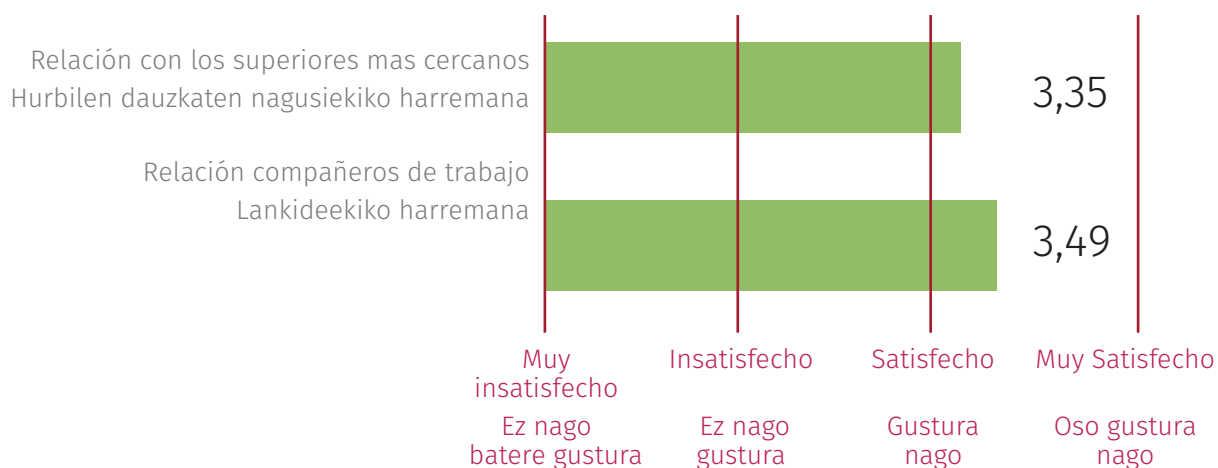 Relación con los superiores mas cercanos
Hurbilen dauzkaten nagusiekiko harremana
3,35
Relación compañeros de trabajo
Lankideekiko harremana
3,49
Muy
insatisfecho
Insatisfecho
Satisfecho
Muy Satisfecho
Ez nago
batere gustura
Ez nago
gustura
Gustura
nago
Oso gustura
nago